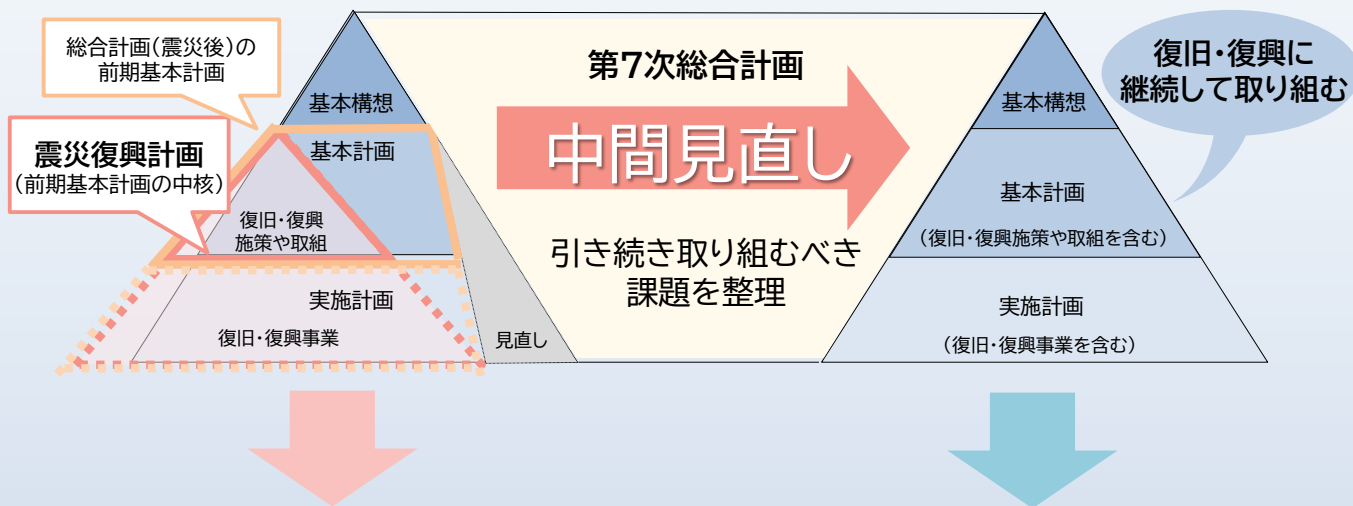 総合計画(震災後)の
前期基本計画
震災復興計画
(前期基本計画の中核)
基本構想
基本計画
復旧・復興
施策や取組
実施計画
復旧・復興事業
見直し
第7次総合計画
中間見直し
引き続き取り組むべき
課題を整理
復旧・復興に
継続して取り組む
基本構想
基本計画
(復旧・復興施策や取組を含む)
実施計画
(復旧・復興事業を含む)